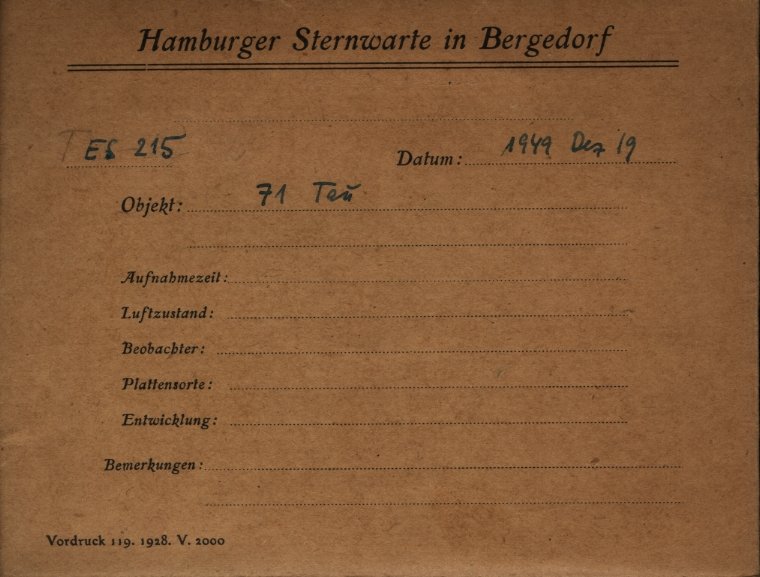 Hamburger Sternwarte in Bergedorf
T ES 215
Datum: 1949 Dez 19
Objekt: 71 Tau
Aufnahmezeit:
Luftzustand:
Beobachter:
Plattensorte:
Entwicklung:
Bemerkungen:
Vordruck 119. 1928. V. 2000